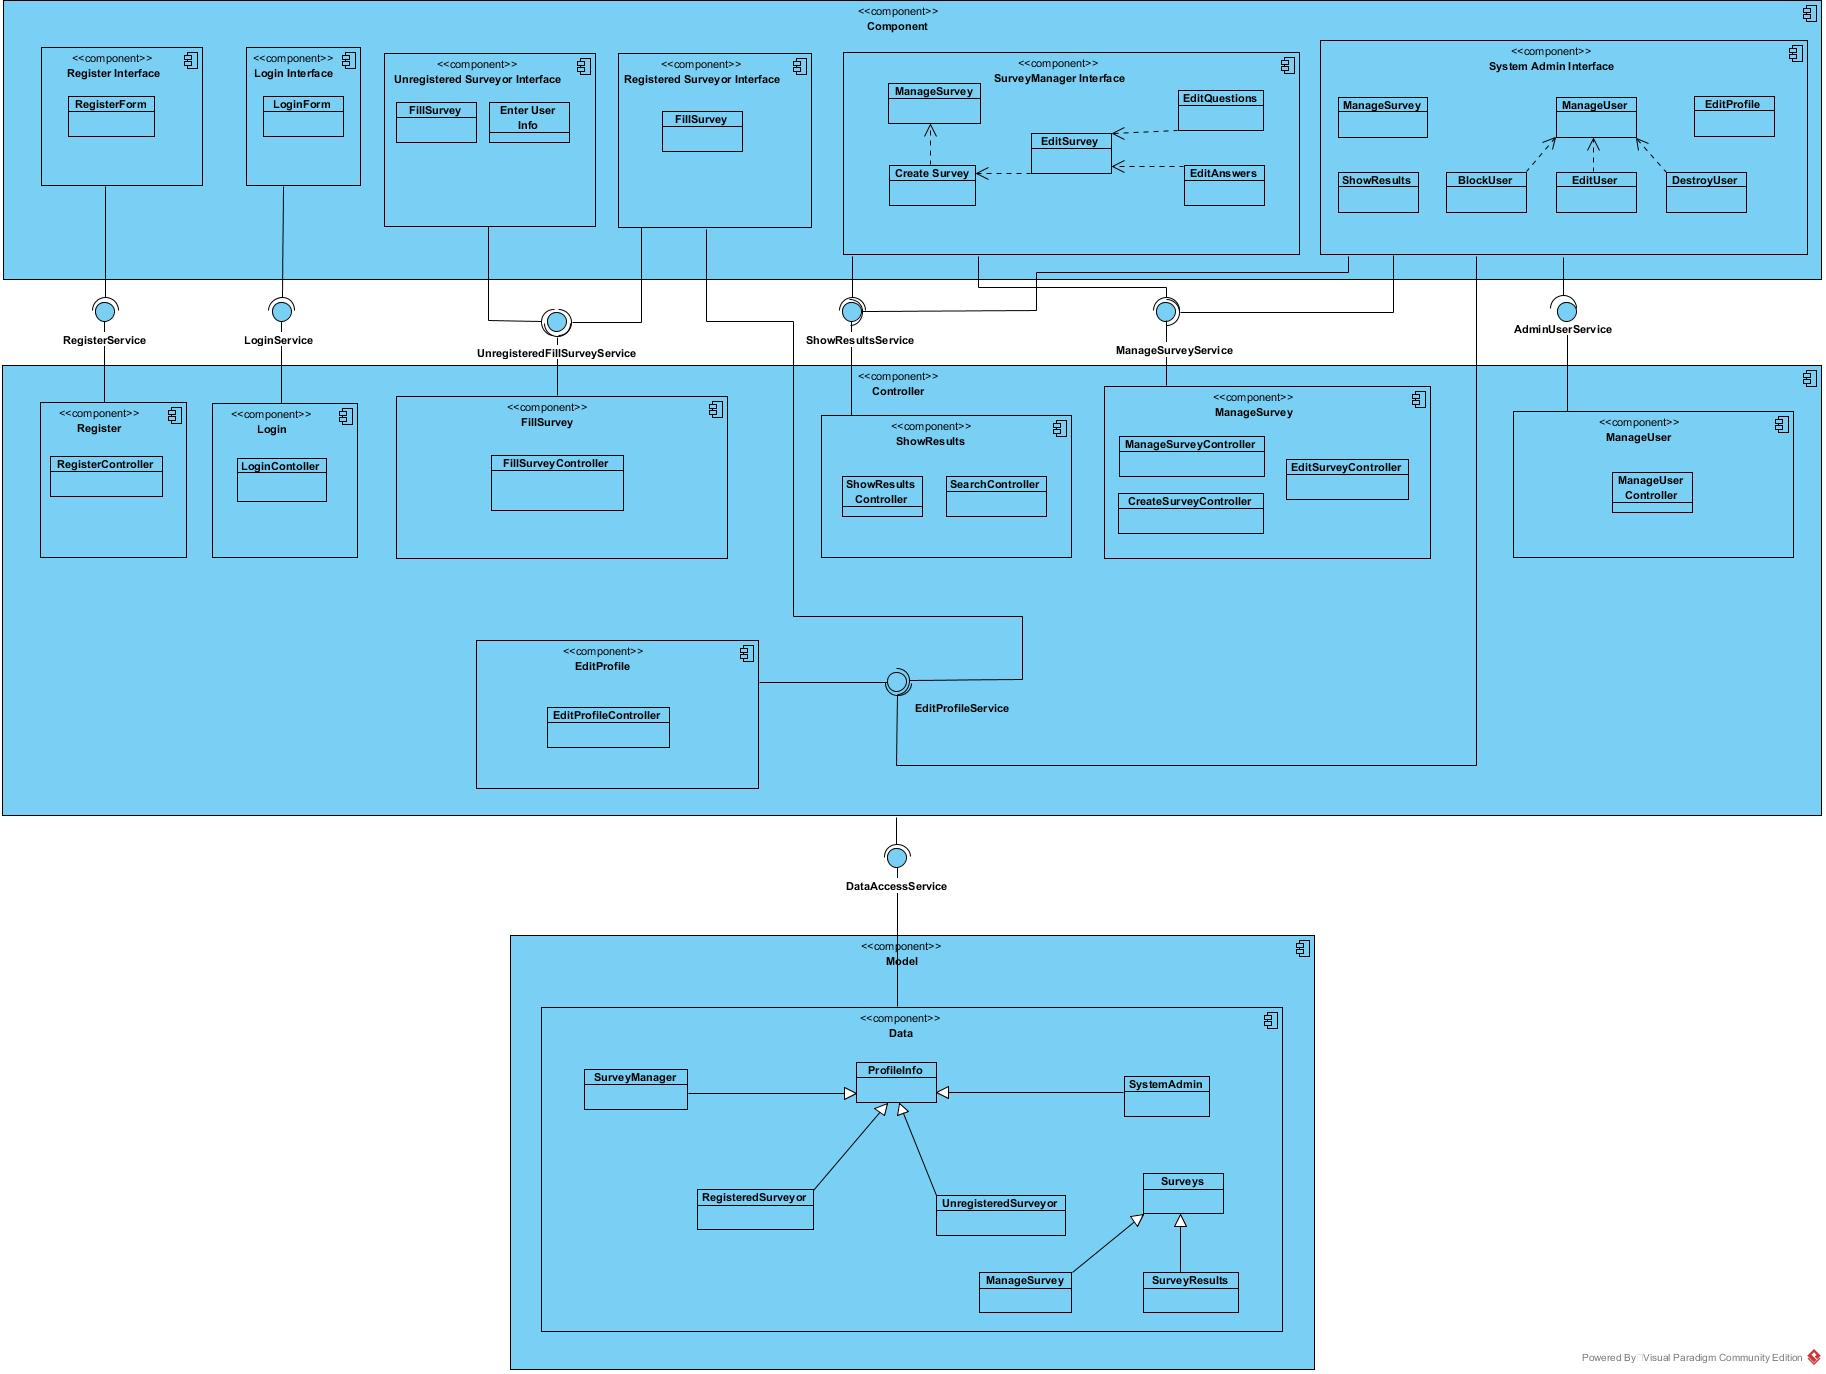 <<component>>
Component
<<component>>
Register Interface
RegisterForm
<<component>>
Login Interface
LoginForm
<<component>>
Unregistered Surveyor Interface
FillSurvey
Enter User
Info
<<component>>
Registered Surveyor Interface
FillSurvey
<<component>>
SurveyManager Interface
ManageSurvey
EditQuestions
EditSurvey
Create Survey
EditAnswers
<<component>>
System Admin Interface
ManageSurvey
ManageUser
EditProfile
ShowResults
BlockUser
EditUser
DestroyUser
RegisterService
LoginService
UnregisteredFillSurveyService
ShowResultsService
ManageSurveyService
AdminUserService
<<component>>
Controller
<<component>>
Register
RegisterController
<<component>>
Login
LoginContoller
<<component>>
FillSurvey
FillSurveyController
<<component>>
ShowResults
ShowResults
Controller
SearchController
<<component>>
ManageSurvey
ManageSurveyController
EditSurveyController
CreateSurveyController
<<component>>
ManageUser
ManageUser
Controller
<<component>>
EditProfile
EditProfileController
EditProfileService
DataAccessService
<<component>>
Model
<<component>>
Data
SurveyManager
ProfileInfo
SystemAdmin
RegisteredSurveyor
UnregisteredSurveyor
Surveys
ManageSurvey
SurveyResults
Powered By Visual Paradigm Community Edition